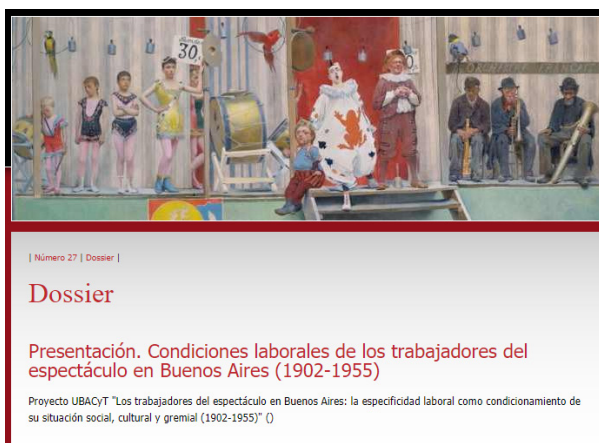 30,
0.
| Número 27 | Dossier |
Dossier
Presentación. Condiciones laborales de los trabajadores del
espectáculo en Buenos Aires (1902-1955)
Proyecto UBACyT "Los trabajadores del espectáculo en Buenos Aires: la especificidad laboral como condicionamiento de
su situación social, cultural y gremial (1902-1955)" ()